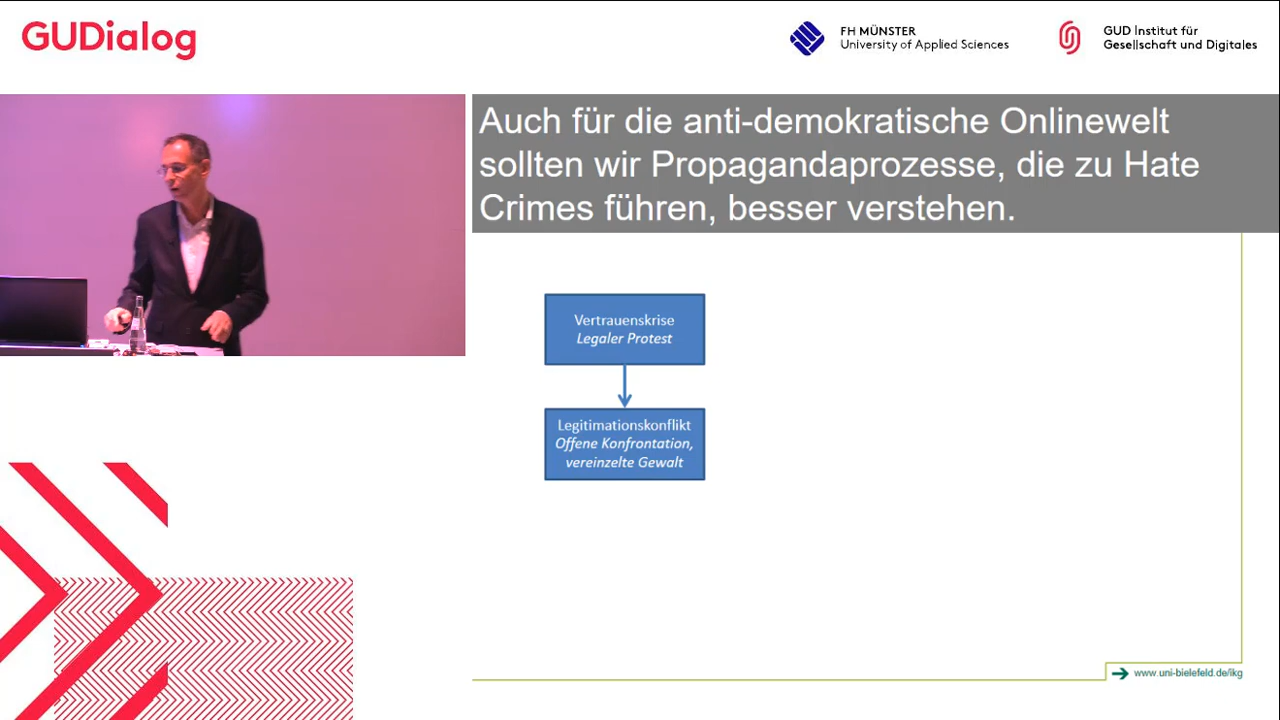 GUDialog
FH MÜNSTER
University of Applied Sciences
GUD Institut für
Gesellschaft und Digitales
Auch für die anti-demokratische Onlinewelt
sollten wir Propagandaprozesse, die zu Hate
Crimes führen, besser verstehen.
Vertrauenskrise
Legaler Protest
Legitimationskonflikt
Offene Konfrontation,
vereinzelte Gewalt
www.uni-bielefeld.de/ikg